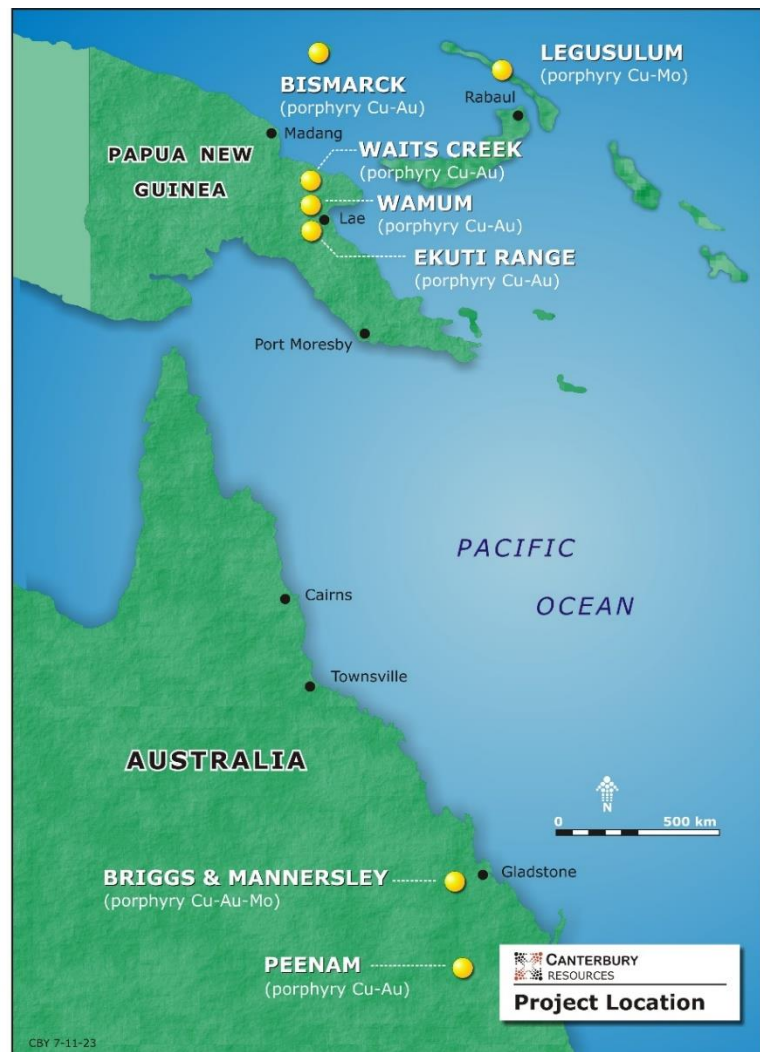 BISMARCK
(porphyry Cu-Au)
LEGUSULUM
(porphyry Cu-Mo)
Rabaul
Madang
PAPUA NEW
GUINEA
WAITS CREEK
(porphyry Cu-Au)
WAMUM
(porphyry Cu-Au)
Lae
EKUTI RANGE
(porphyry Cu-Au)
Port Moresby
PACIFIC
OCEAN
Cairns
Townsville
AUSTRALIA
N
0 500 km
BRIGGS & MANNERSLEY
(porphyry Cu-Au-Mo)
Gladstone
PEENAM
(porphyry Cu-Au)
CANTERBURY
RESOURCES
Project Location
CBY 7-11-23